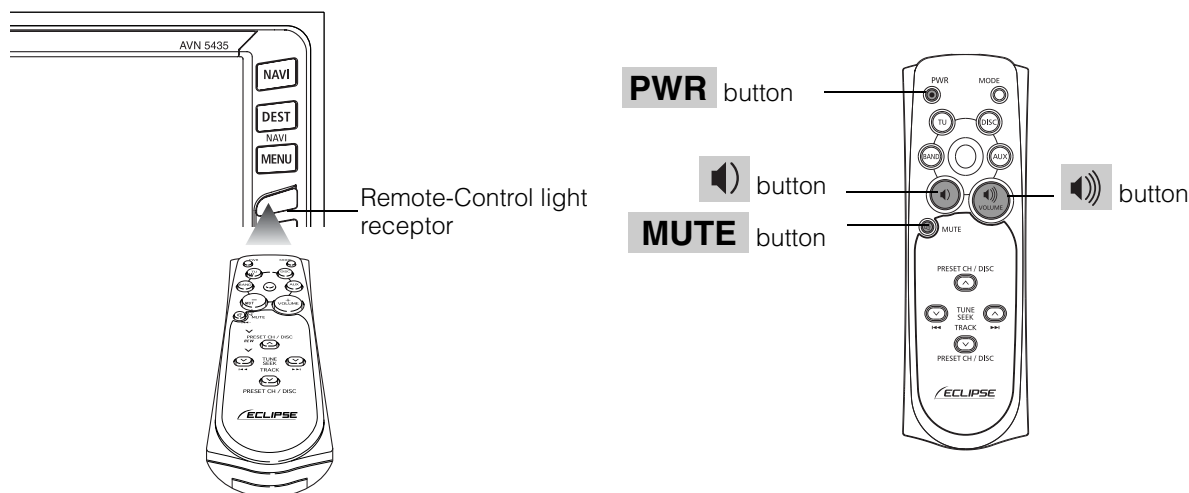 AVN 5435
NAVI
DEST
NAVI
MENU
Remote-Control light
receptor
VOLUME
MUTE
PRESET CH / DISC
TUNE
SEEK
TRACK
PRESET CH / DISC
ECLIPSE
PWR button
button
MUTE button
button
PWR
MODE
TU
DISC
BAND
AUX
VOLUME
MUTE
PRESET CH / DISC
TUNE
SEEK
TRACK
PRESET CH / DISC
ECLIPSE